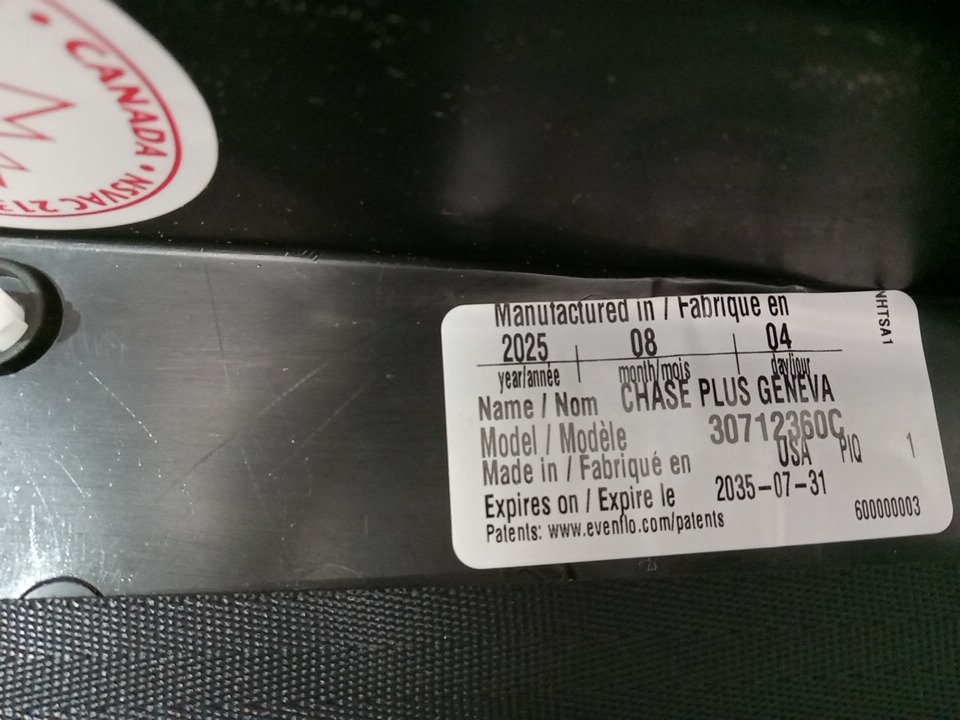 CANADA • NSVAC 213
NHTSA1
Manufactured in / Fabriqué en
2025 08 04
year/année month/mois day/jour
Name / Nom CHASE PLUS GENEVA
Model / Modèle 30712360C
Made in / Fabriqué en USA PIQ 1
Expires on / Expire le 2035-07-31
Patents: www.evenflo.com/patents 600000003